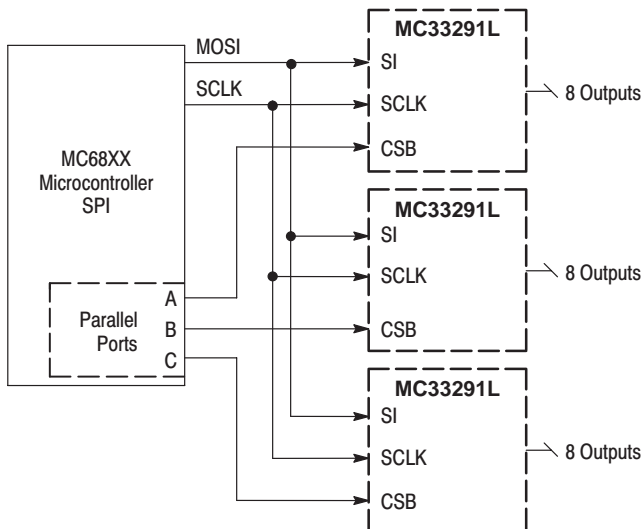 MC33291L
MOSI
SI
SCLK
SCLK
8 Outputs
CSB
MC68XX
Microcontroller
SPI
MC33291L
SI
SCLK
8 Outputs
CSB
Parallel
Ports
A
B
C
MC33291L
SI
SCLK
8 Outputs
CSB